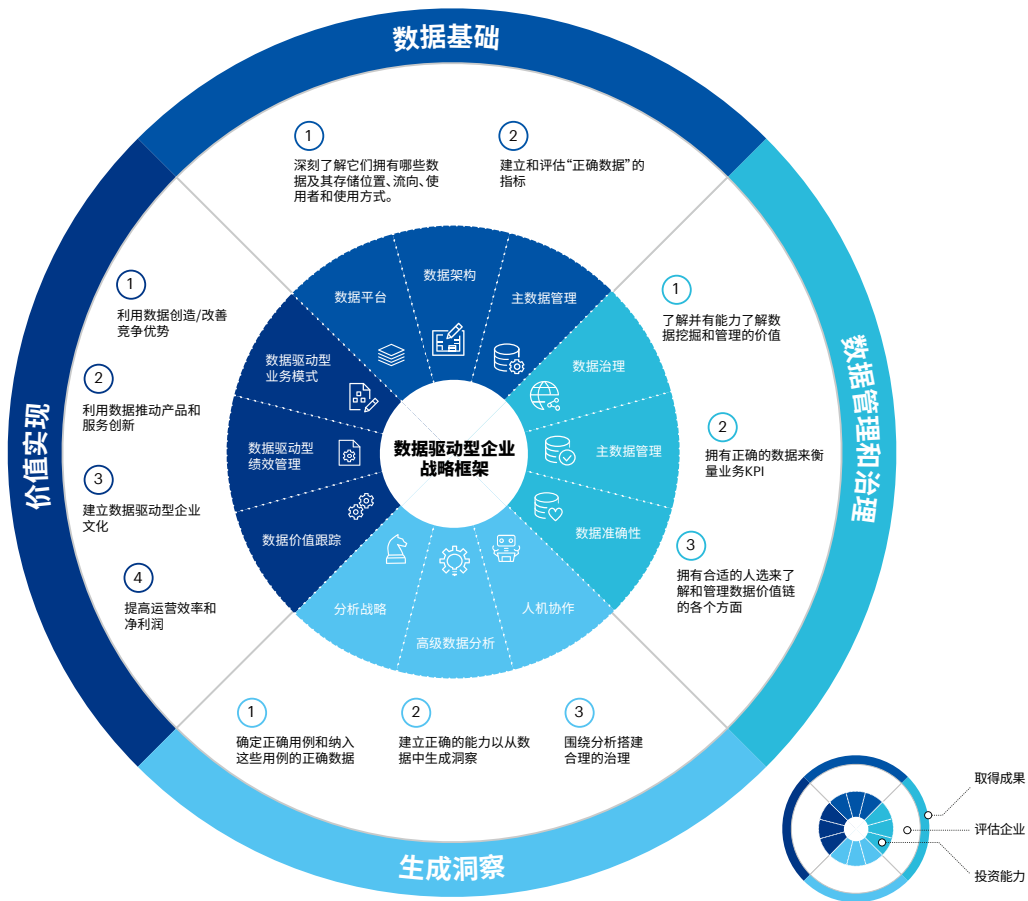 数据基础
1
深刻了解它们拥有哪些数
据及其存储位置、流向、使
用者和使用方式。
2
建立和评估“正确数据”的
指标
数据管理和治理
1
了解并有能力了解数
据挖掘和管理的价值
2
拥有正确的数据来衡
量业务KPI
3
拥有合适的人选来了
解和管理数据价值链
的各个方面
生成洞察
1
确定正确用例和纳入
这些用例的正确数据
2
建立正确的能力以从数
据中生成洞察
3
围绕分析搭建
合理的治理
价值实现
1
利用数据创造/改善
竞争优势
2
利用数据推动产品和
服务创新
3
建立数据驱动型企业
文化
4
提高运营效率和
净利润
数据平台
数据架构
主数据管理
数据治理
主数据管理
数据准确性
人机协作
高级数据分析
分析战略
数据价值跟踪
数据驱动型
绩效管理
数据驱动型
业务模式
数据驱动型企业
战略框架
取得成果
评估企业
投资能力